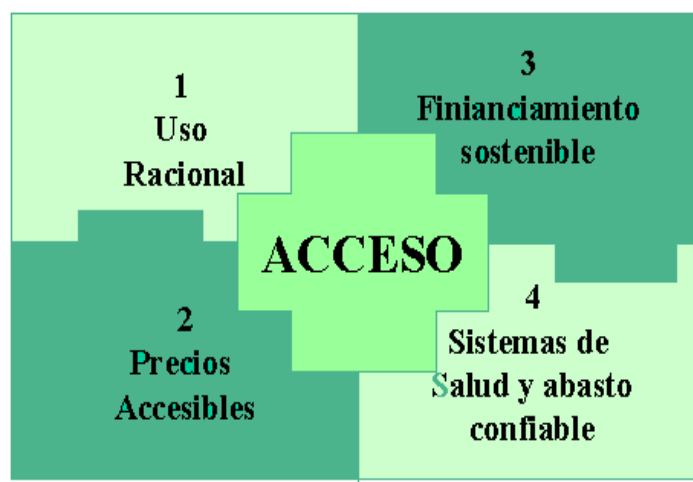 1
Uso
Racional
2
Precios
Accesibles
3
Finianciamiento
sostenible
4
Sistemas de
Salud y abasto
confiable
ACCESO